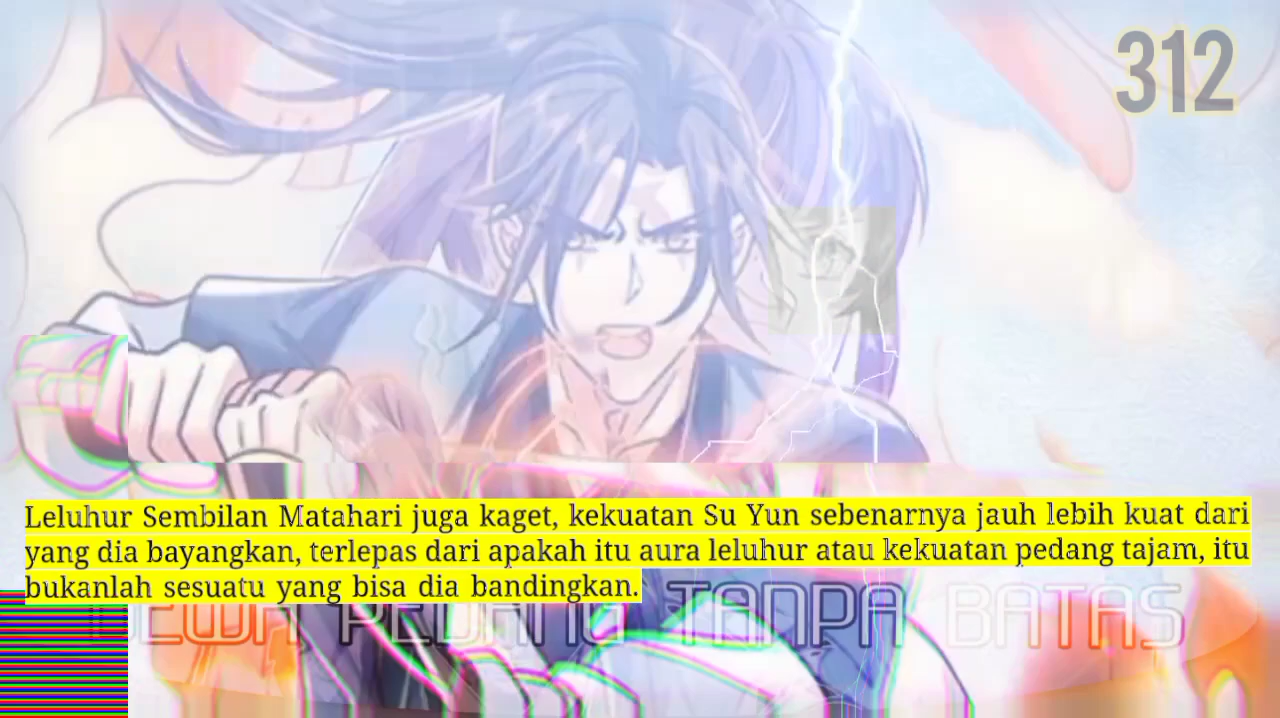 312
Leluhur Sembilan Matahari juga kaget, kekuatan Su Yun sebenarnya jauh lebih kuat dari
yang dia bayangkan, terlepas dari apakah itu aura leluhur atau kekuatan pedang tajam, itu
bukanlah sesuatu yang bisa dia bandingkan.
DEWA PEDANG TANPA BATAS